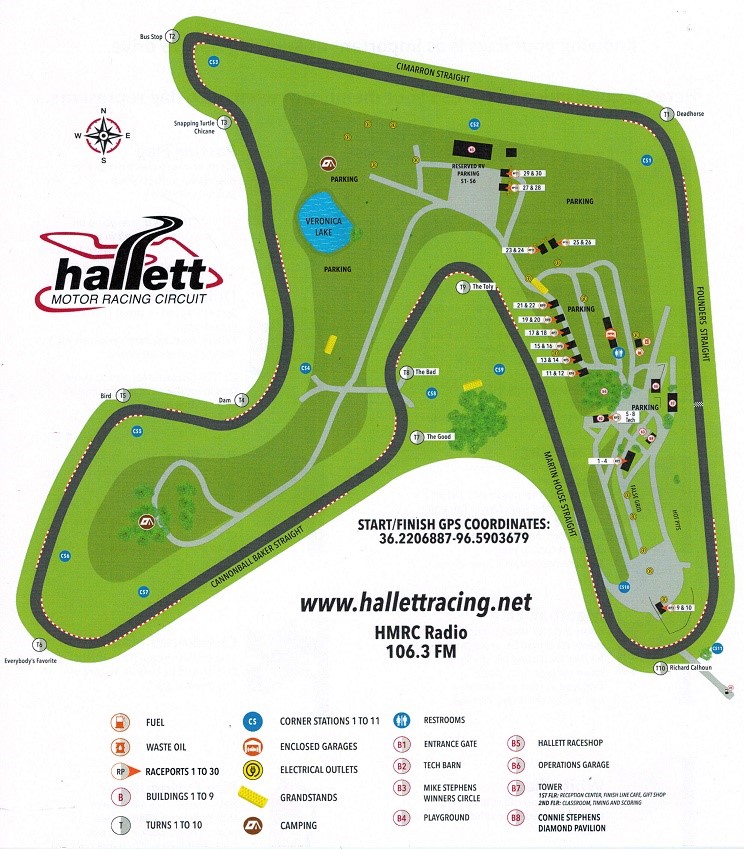 Bus Stop T2
CS3
CIMARRON STRAIGHT
T1 Deadhorse
Snapping Turtle T3
Chicane
N
W E
S
CS2
CS1
RESERVED RV
PARKING
51- 56
29 & 30
27 & 28
PARKING
PARKING
VERONICA
LAKE
PARKING
23 & 24
25 & 26
hallett
MOTOR RACING CIRCUIT
T9 The Toly
21 & 22
19 & 20
17 & 18
15 & 16
13 & 14
11 & 12
PARKING
FOUNDERS STRAIGHT
CS4
T8 The Bad
CS8
CS9
Bird T5
Dam T4
CS5
T7 The Good
PARKING
5 - 8
Tech
1 - 4
MARTIN HOUSE STRAIGHT
FALSE GRID
HOT PITS
CANNONBALL BAKER STRAIGHT
START/FINISH GPS COORDINATES:
36.2206887-96.5903679
CS6
CS7
CS10
9 & 10
www.hallettracing.net
HMRC Radio
106.3 FM
T6
Everybody's Favorite
CS11
T10 Richard Calhoun
FUEL
WASTE OIL
RP RACEPORTS 1 TO 30
B BUILDINGS 1 TO 9
T TURNS 1 TO 10
CS CORNER STATIONS 1 TO 11
ENCLOSED GARAGES
ELECTRICAL OUTLETS
GRANDSTANDS
CAMPING
RESTROOMS
B1 ENTRANCE GATE
B2 TECH BARN
B3 MIKE STEPHENS
WINNERS CIRCLE
B4 PLAYGROUND
B5 HALLETT RACESHOP
B6 OPERATIONS GARAGE
B7 TOWER
1ST FLR: RECEPTION CENTER, FINISH LINE CAFE, GIFT SHOP
2ND FLR: CLASSROOM, TIMING AND SCORING
B8 CONNIE STEPHENS
DIAMOND PAVILION